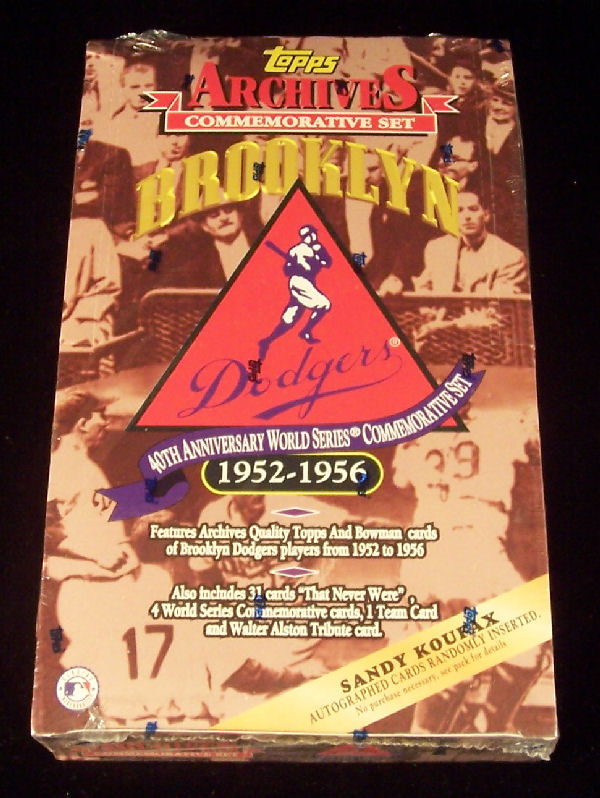 Topps
ARCHIVES
COMMEMORATIVE SET
BROOKLYN
Dodgers®
40TH ANNIVERSARY WORLD SERIES® COMMEMORATIVE SET
1952-1956
Features Archives Quality Topps And Bowman cards
of Brooklyn Dodgers players from 1952 to 1956
Also includes 31 cards "That Never Were",
4 World Series Commemorative cards, 1 Team Card
and Walter Alston Tribute card.
SANDY KOUFAX
AUTOGRAPHED CARDS RANDOMLY INSERTED.
No purchase necessary, see pack for details
17
39
COMMEMORATIVE SET